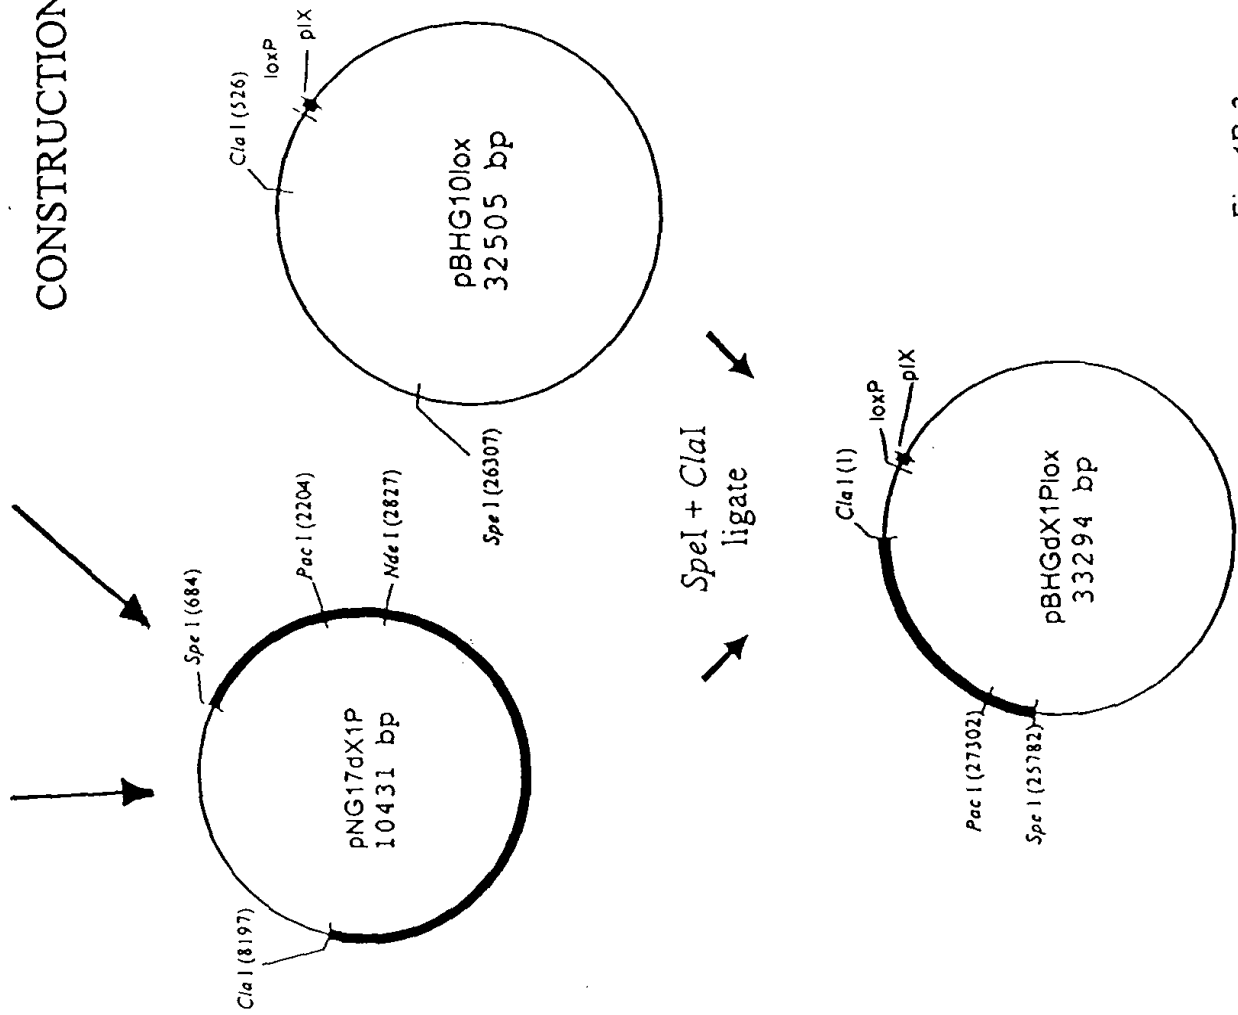 CONSTRUCTION
Cla I (526)
loxP
pIX
pBHG10lox
32505 bp
Spe I (26307)
Spe I (684)
Pac I (2204)
Nde I (2827)
pNG17dX1P
10431 bp
Cla I (8197)
SpeI + ClaI
ligate
Cla I (1)
loxP
pIX
pBHGdX1Plox
33294 bp
Pac I (27302)
Spe I (25782)